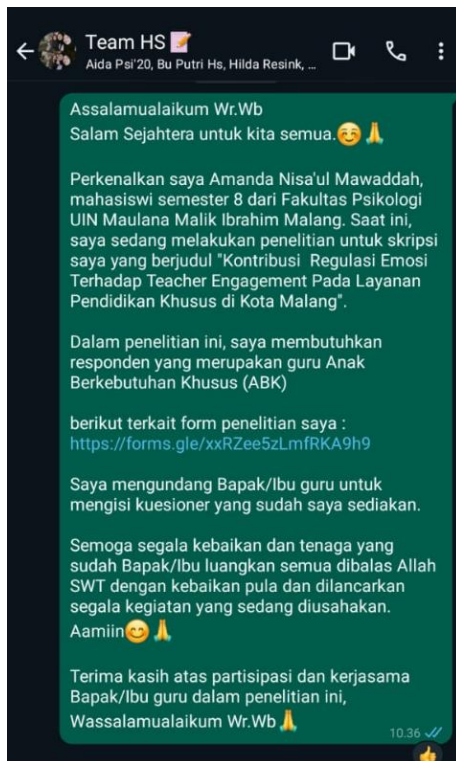 Team HS 📝
Aida Psi'20, Bu Putri Hs, Hilda Resink, ...
Assalamualaikum Wr.Wb
Salam Sejahtera untuk kita semua.☺️🙏
Perkenalkan saya Amanda Nisa'ul Mawaddah,
mahasiswi semester 8 dari Fakultas Psikologi
UIN Maulana Malik Ibrahim Malang. Saat ini,
saya sedang melakukan penelitian untuk skripsi
saya yang berjudul "Kontribusi Regulasi Emosi
Terhadap Teacher Engagement Pada Layanan
Pendidikan Khusus di Kota Malang".
Dalam penelitian ini, saya membutuhkan
responden yang merupakan guru Anak
Berkebutuhan Khusus (ABK)
berikut terkait form penelitian saya :
https://forms.gle/xxRZee5zLmfRKA9h9
Saya mengundang Bapak/Ibu guru untuk
mengisi kuesioner yang sudah saya sediakan.
Semoga segala kebaikan dan tenaga yang
sudah Bapak/Ibu luangkan semua dibalas Allah
SWT dengan kebaikan pula dan dilancarkan
segala kegiatan yang sedang diusahakan.
Aamiin😊🙏
Terima kasih atas partisipasi dan kerjasama
Bapak/Ibu guru dalam penelitian ini,
Wassalamualaikum Wr.Wb🙏
10.36